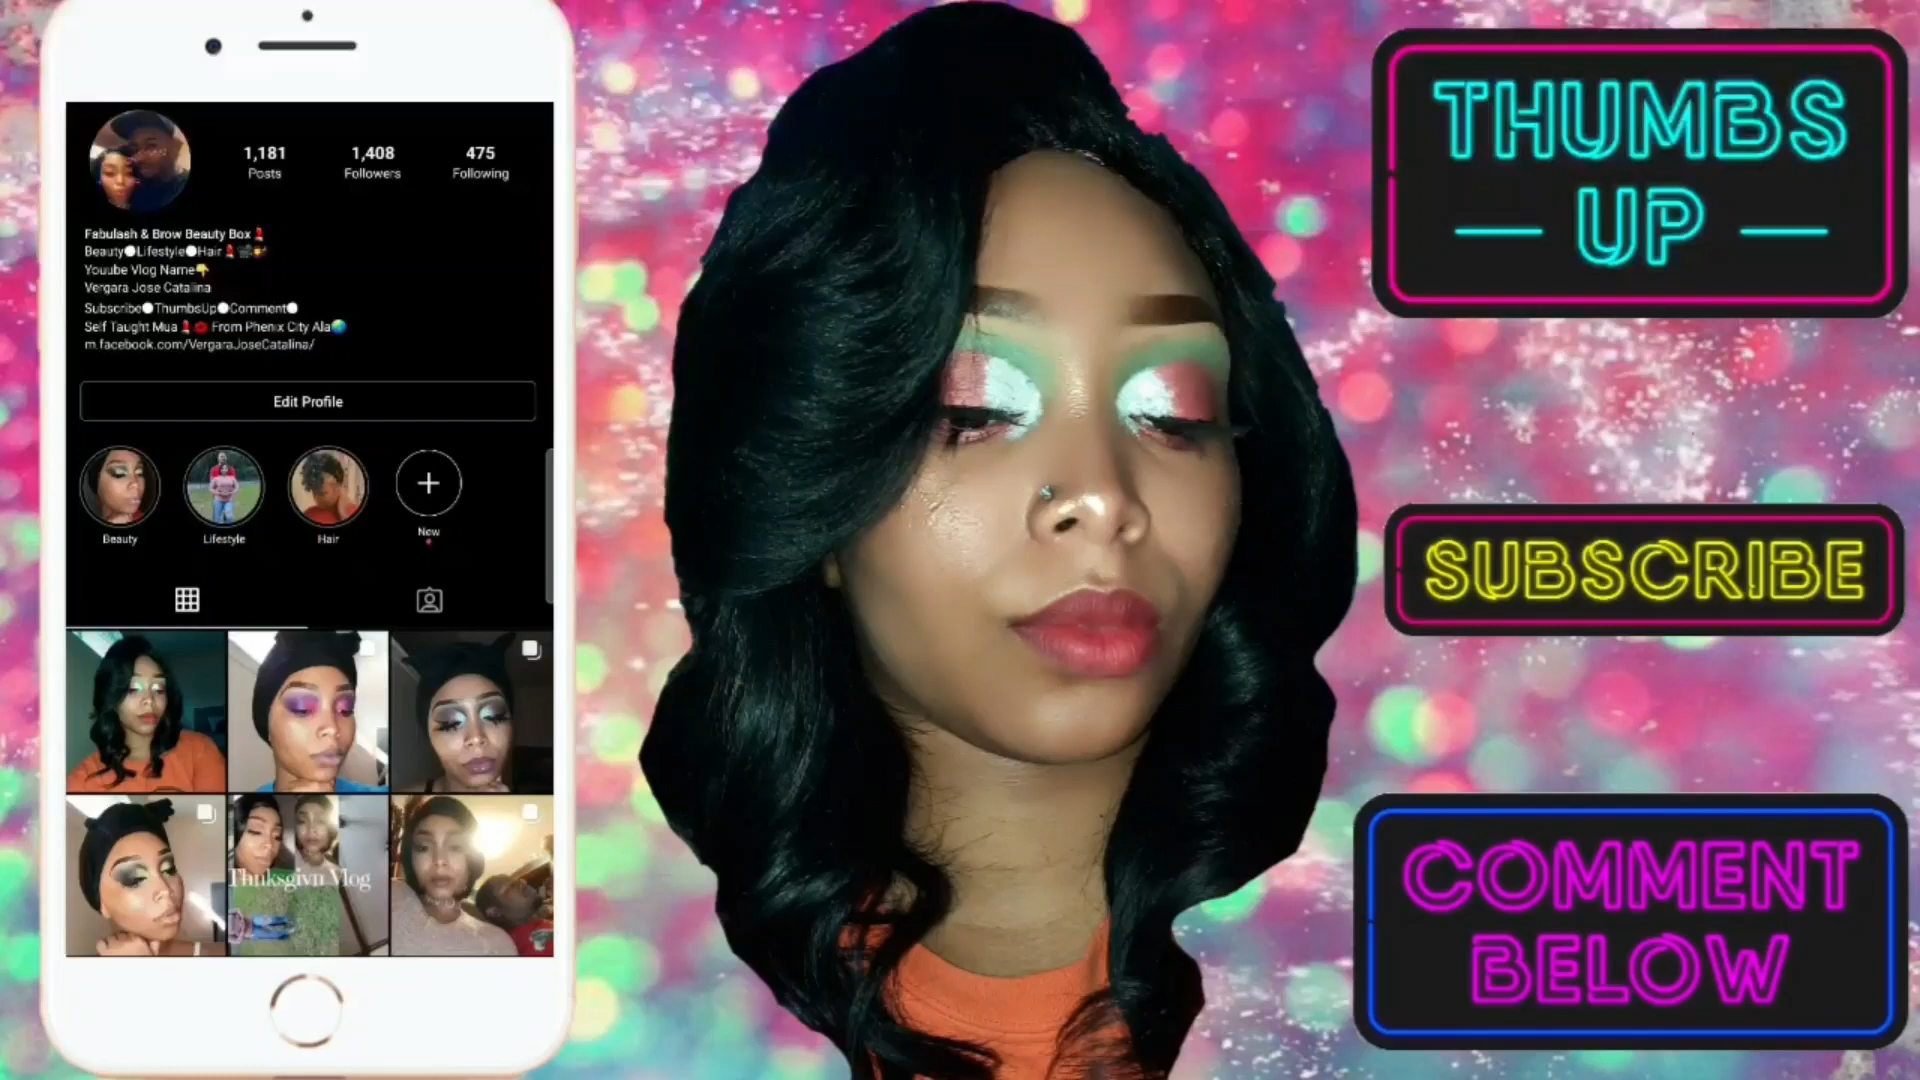 1,181
Posts
1,408
Followers
475
Following
Fabulash & Brow Beauty Box
Beauty●Lifestyle●Hair
Youube Vlog Name
Vergara Jose Catalina
Subscribe●ThumbsUp●Comment●
Self Taught Mua From Phenix City Ala
m.facebook.com/VergaraJoseCatalina/
Edit Profile
Beauty
Lifestyle
Hair
New
Thnksgivn Vlog
THUMBS
UP
SUBSCRIBE
COMMENT
BELOW